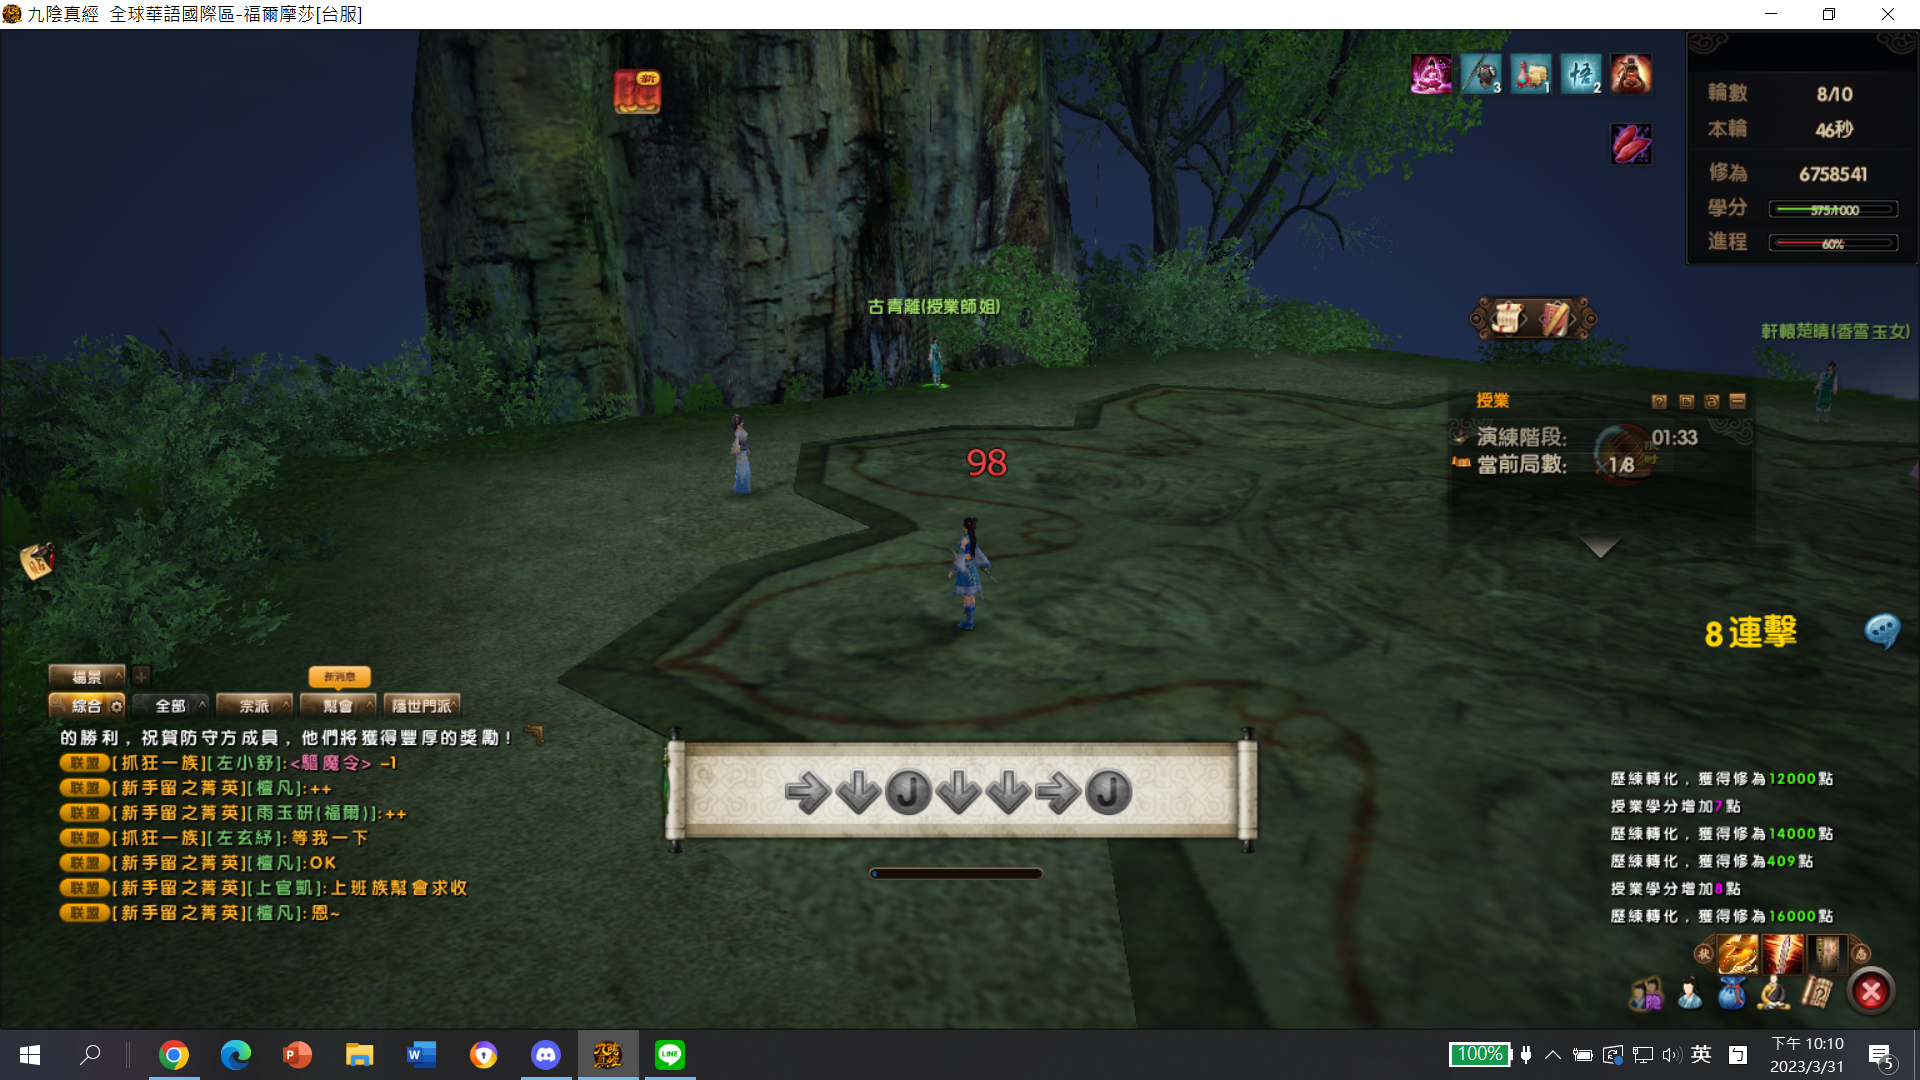 九陰真經 全球華語國際區-福爾摩莎[台服]
新
3
1
悟2
輪數 8/10
本輪 46秒
修為 6758541
學分 575/1000
進程 60%
古青離(授業師姐)
軒轅楚晴(香雪玉女)
授業
演練階段: 01:33
當前局數: 1/8
限時
98
8連擊
場景
新消息
綜合
全部
宗派
幫會
隱世門派
的勝利，祝賀防守方成員，他們將獲得豐厚的獎勵！
联盟 [抓狂一族][左小舒]:<驅魔令> -1
联盟 [新手留之菁英][檀凡]:++
联盟 [新手留之菁英][雨玉研(福爾)]:++
联盟 [抓狂一族][左玄紓]:等我一下
联盟 [新手留之菁英][檀凡]:OK
联盟 [新手留之菁英][上官凱]:上班族幫會求收
联盟 [新手留之菁英][檀凡]:恩~
→↓J↓↓→J
歷練轉化，獲得修為12000點
授業學分增加7點
歷練轉化，獲得修為14000點
歷練轉化，獲得修為409點
授業學分增加8點
歷練轉化，獲得修為16000點
100%
英
下午 10:10
2023/3/31
5